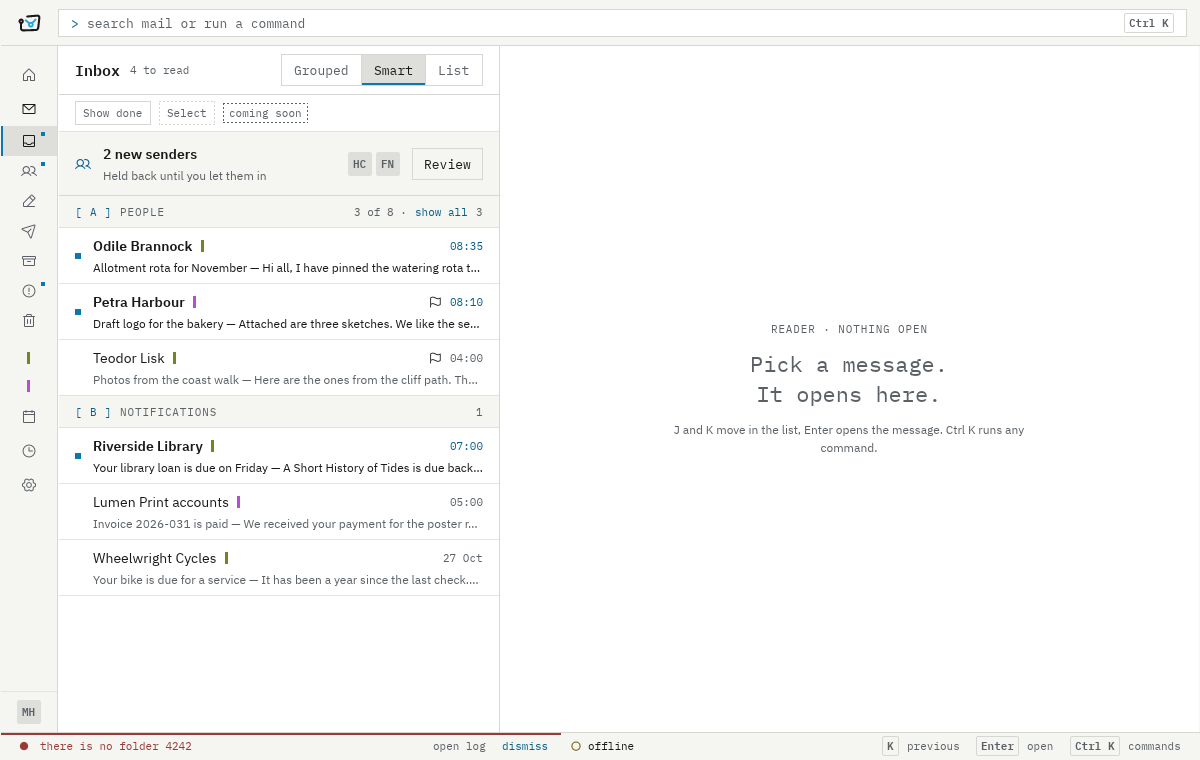 > search mail or run a command Ctrl K
Inbox 4 to read Grouped Smart List
Show done Select coming soon
2 new senders
Held back until you let them in
HC FN Review
[ A ] PEOPLE 3 of 8 · show all 3
Odile Brannock 08:35
Allotment rota for November — Hi all, I have pinned the watering rota t…
Petra Harbour 08:10
Draft logo for the bakery — Attached are three sketches. We like the se…
Teodor Lisk 04:00
Photos from the coast walk — Here are the ones from the cliff path. Th…
[ B ] NOTIFICATIONS 1
Riverside Library 07:00
Your library loan is due on Friday — A Short History of Tides is due back…
Lumen Print accounts 05:00
Invoice 2026-031 is paid — We received your payment for the poster r…
Wheelwright Cycles 27 Oct
Your bike is due for a service — It has been a year since the last check.…
READER · NOTHING OPEN
Pick a message.
It opens here.
J and K move in the list, Enter opens the message. Ctrl K runs any
command.
MH
there is no folder 4242 open log dismiss offline K previous Enter open Ctrl K commands